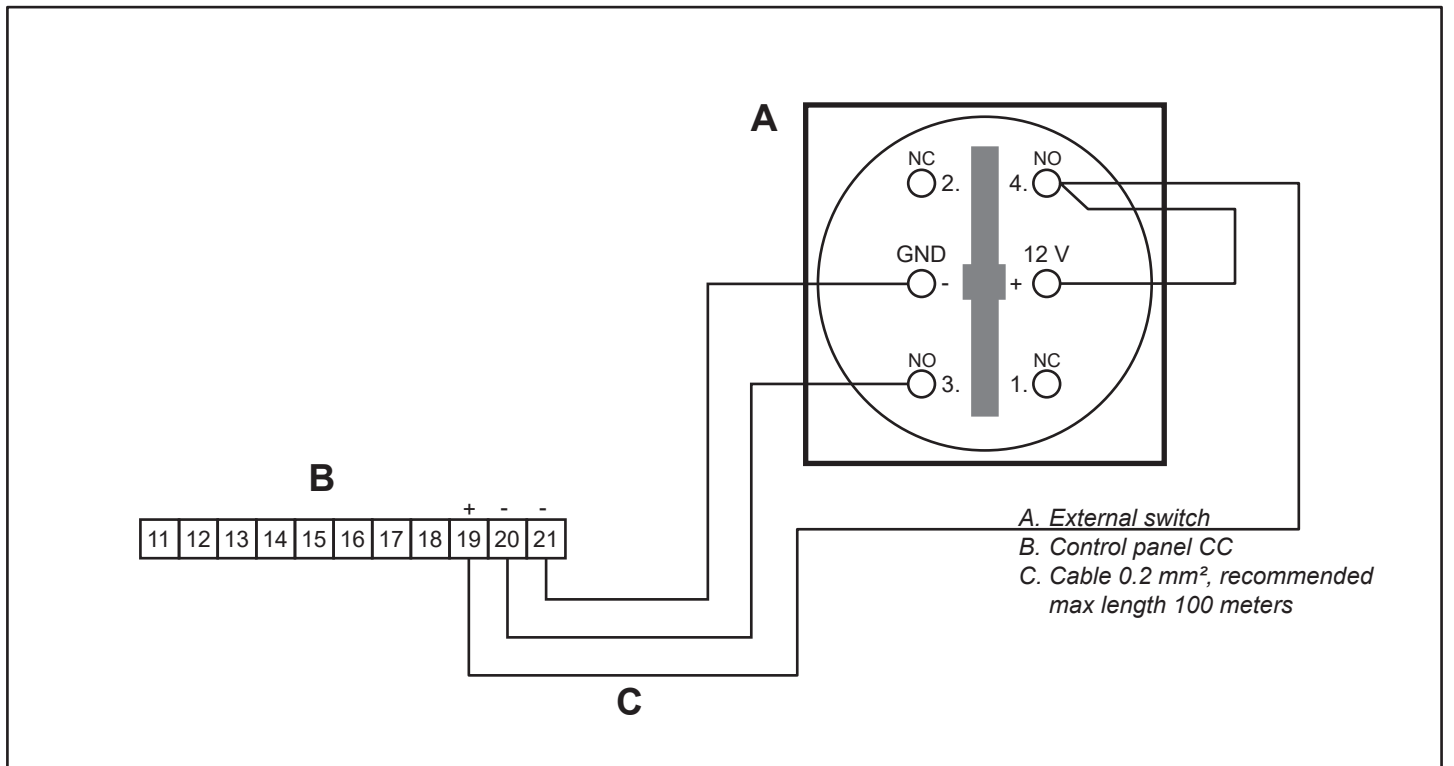 A
NC NO
2. 4.
GND 12 V
- +
NO NC
3. 1.
B
+ - -
11 12 13 14 15 16 17 18 19 20 21
A. External switch
B. Control panel CC
C. Cable 0.2 mm², recommended
max length 100 meters
C